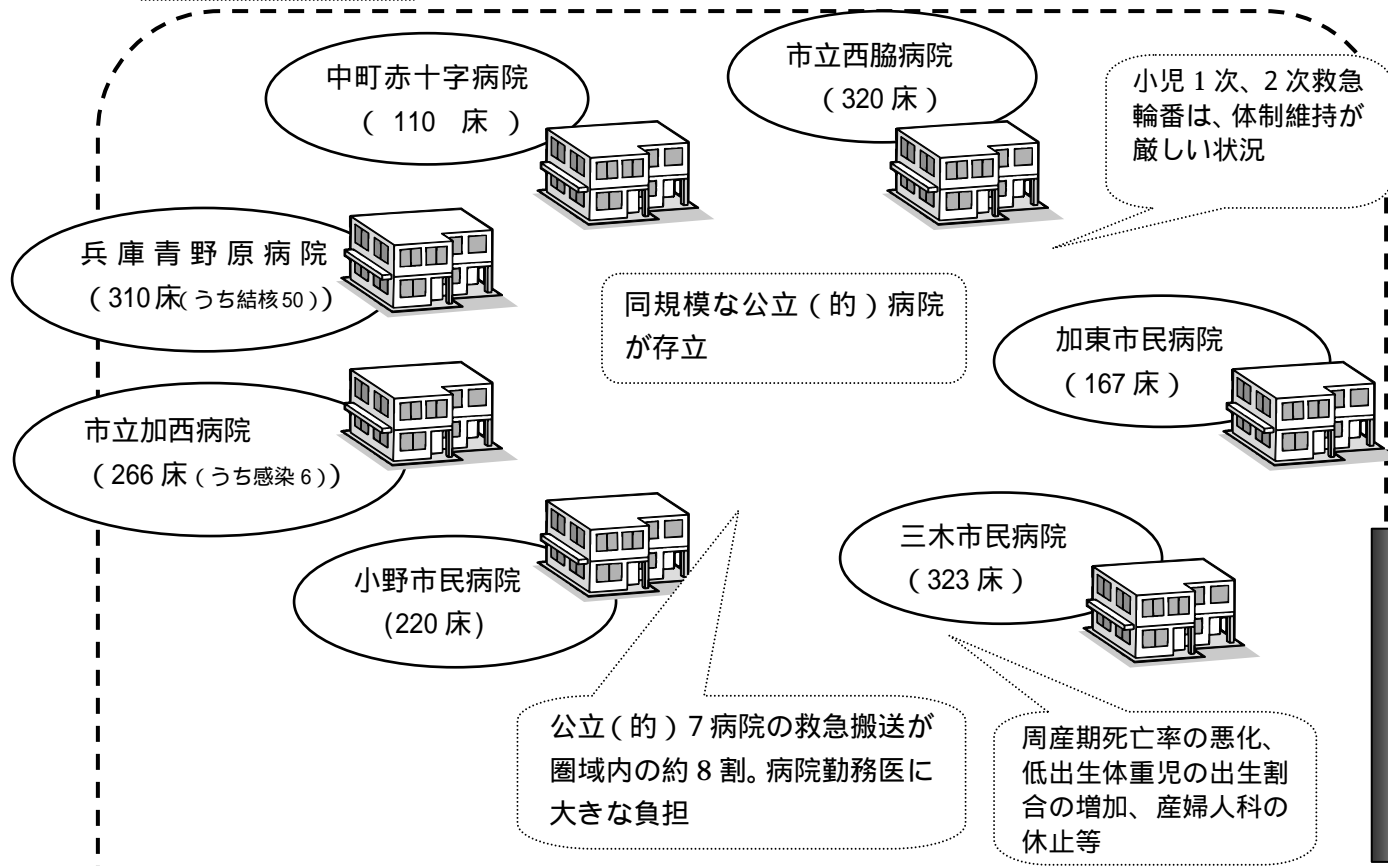 中町赤十字病院
（ 110 床 ）
市立西脇病院
（320 床）
小児 1 次、2 次救急
輪番は、体制維持が
厳しい状況
兵庫青野原病院
（310 床（うち結核 50））
同規模な公立（的）病院
が存立
加東市民病院
（167 床）
市立加西病院
（266 床（うち感染 6））
小野市民病院
(220 床)
三木市民病院
（323 床）
公立（的）7 病院の救急搬送が
圏域内の約 8 割。病院勤務医に
大きな負担
周産期死亡率の悪化、
低出生体重児の出生割
合の増加、産婦人科の
休止等